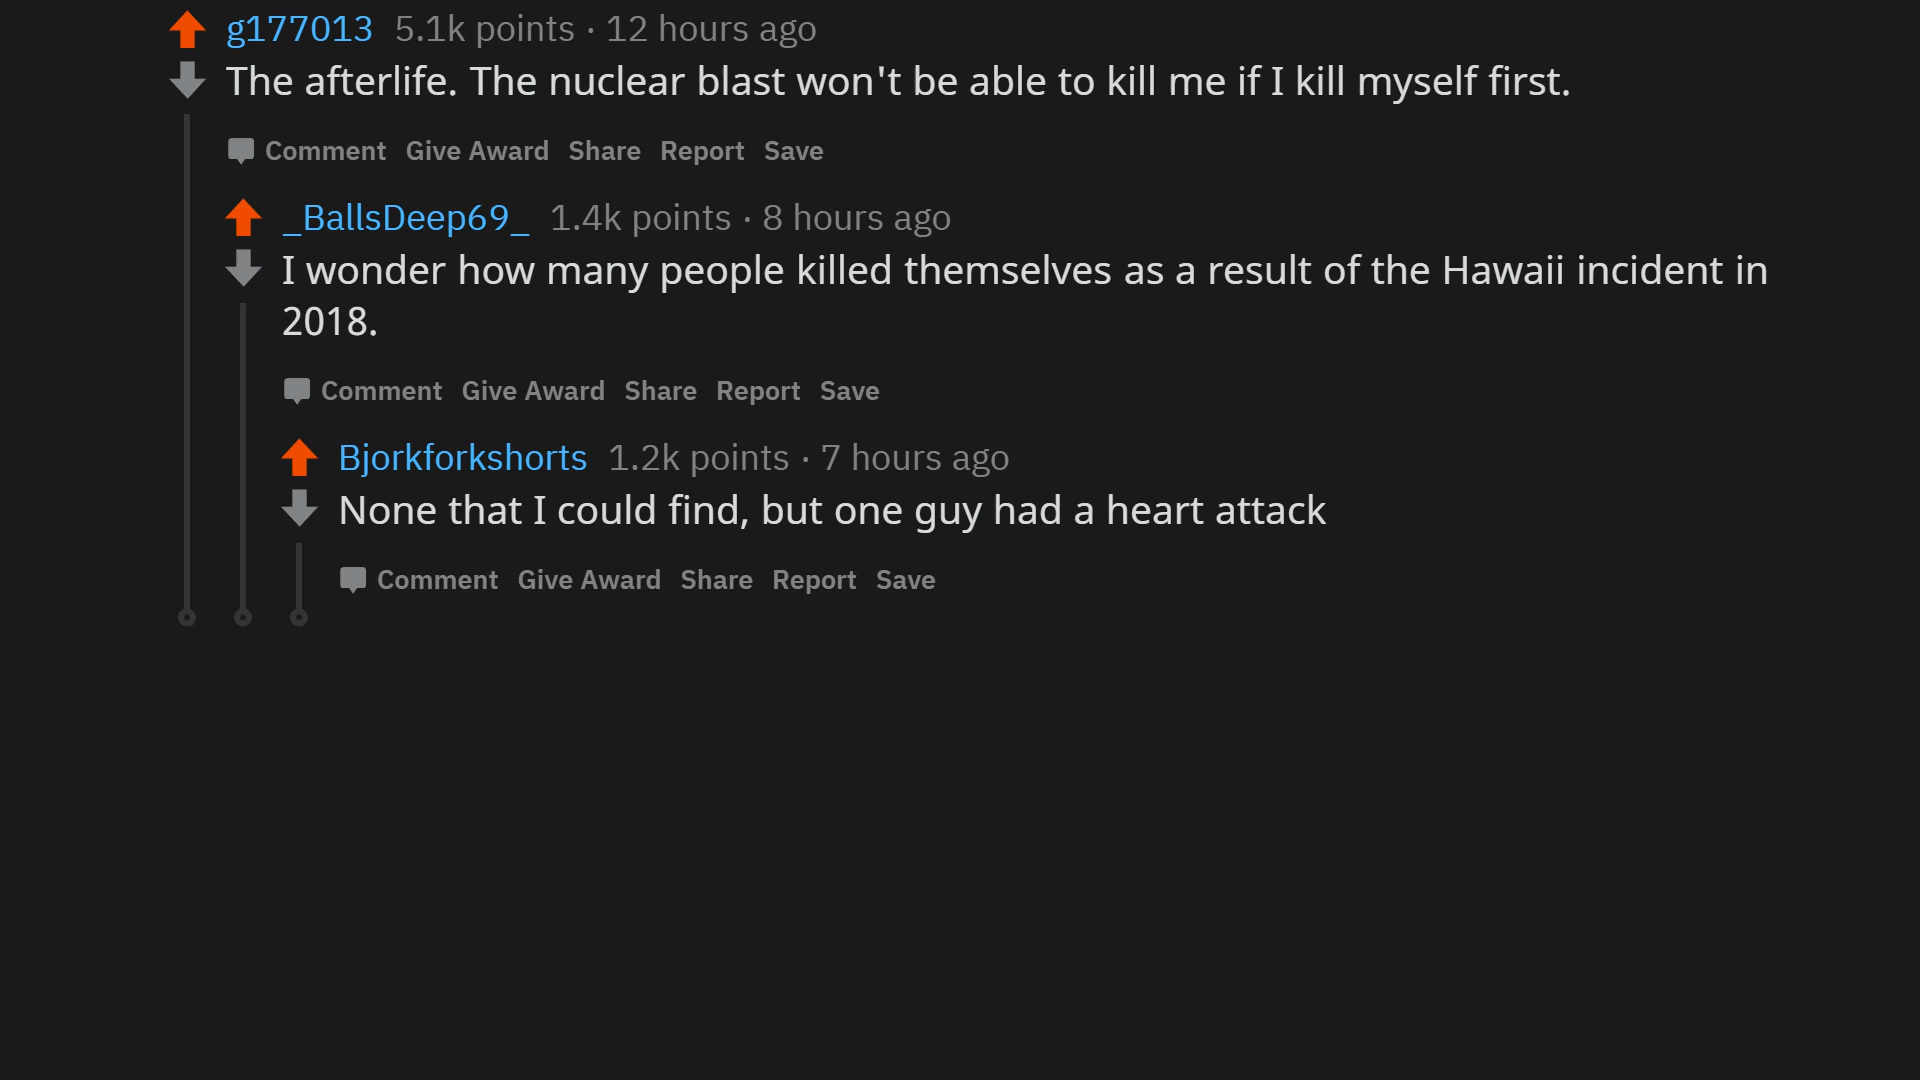 g177013 5.1k points · 12 hours ago
The afterlife. The nuclear blast won't be able to kill me if I kill myself first.
Comment Give Award Share Report Save
_BallsDeep69_ 1.4k points · 8 hours ago
I wonder how many people killed themselves as a result of the Hawaii incident in
2018.
Comment Give Award Share Report Save
Bjorkforkshorts 1.2k points · 7 hours ago
None that I could find, but one guy had a heart attack
Comment Give Award Share Report Save